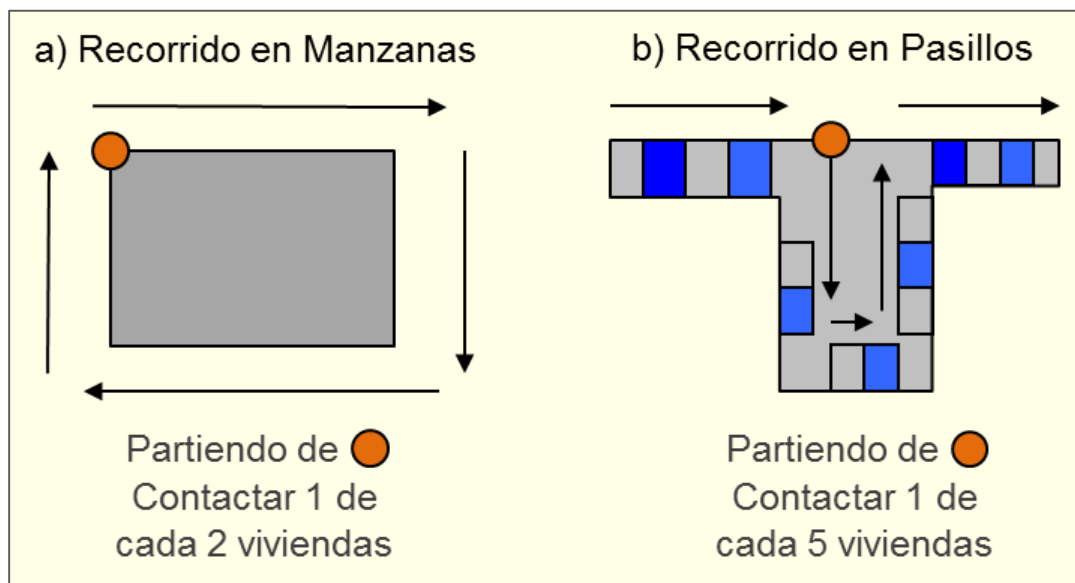 a) Recorrido en Manzanas
b) Recorrido en Pasillos
Partiendo de
Contactar 1 de
cada 2 viviendas
Partiendo de
Contactar 1 de
cada 5 viviendas